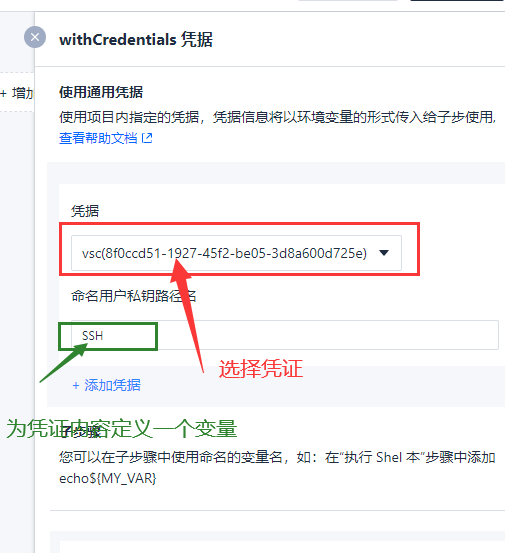 withCredentials 凭据
+ 增加
使用通用凭据
使用项目内指定的凭据，凭据信息将以环境变量的形式传入给子步使用,
查看帮助文档
凭据
vsc(8f0ccd51-1927-45f2-be05-3d8a600d725e)
命名用户私钥路径名
SSH
选择凭证
+ 添加凭据
为凭证内容定义一个变量
子步骤
您可以在子步骤中使用命名的变量名，如：在“执行 Shel 本”步骤中添加
echo${MY_VAR}